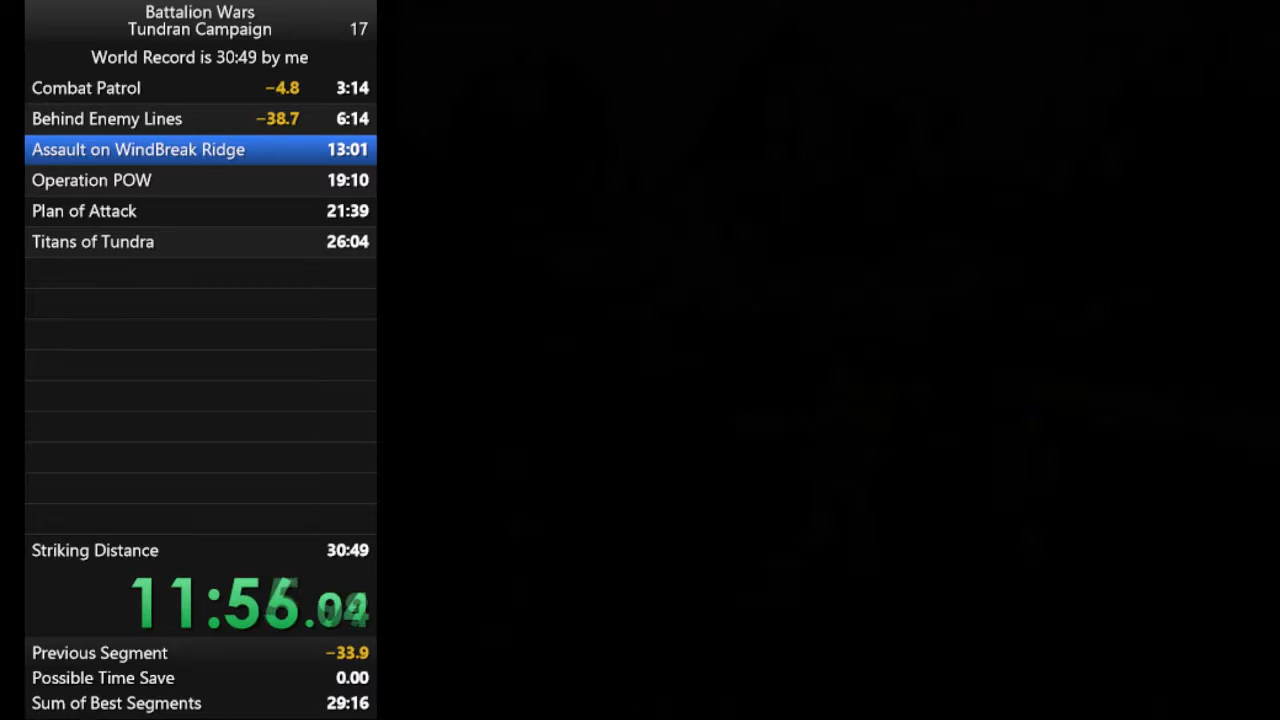 Battalion Wars
Tundran Campaign 17
World Record is 30:49 by me
Combat Patrol −4.8 3:14
Behind Enemy Lines −38.7 6:14
Assault on WindBreak Ridge 13:01
Operation POW 19:10
Plan of Attack 21:39
Titans of Tundra 26:04
Striking Distance 30:49
11:56.04
Previous Segment −33.9
Possible Time Save 0.00
Sum of Best Segments 29:16